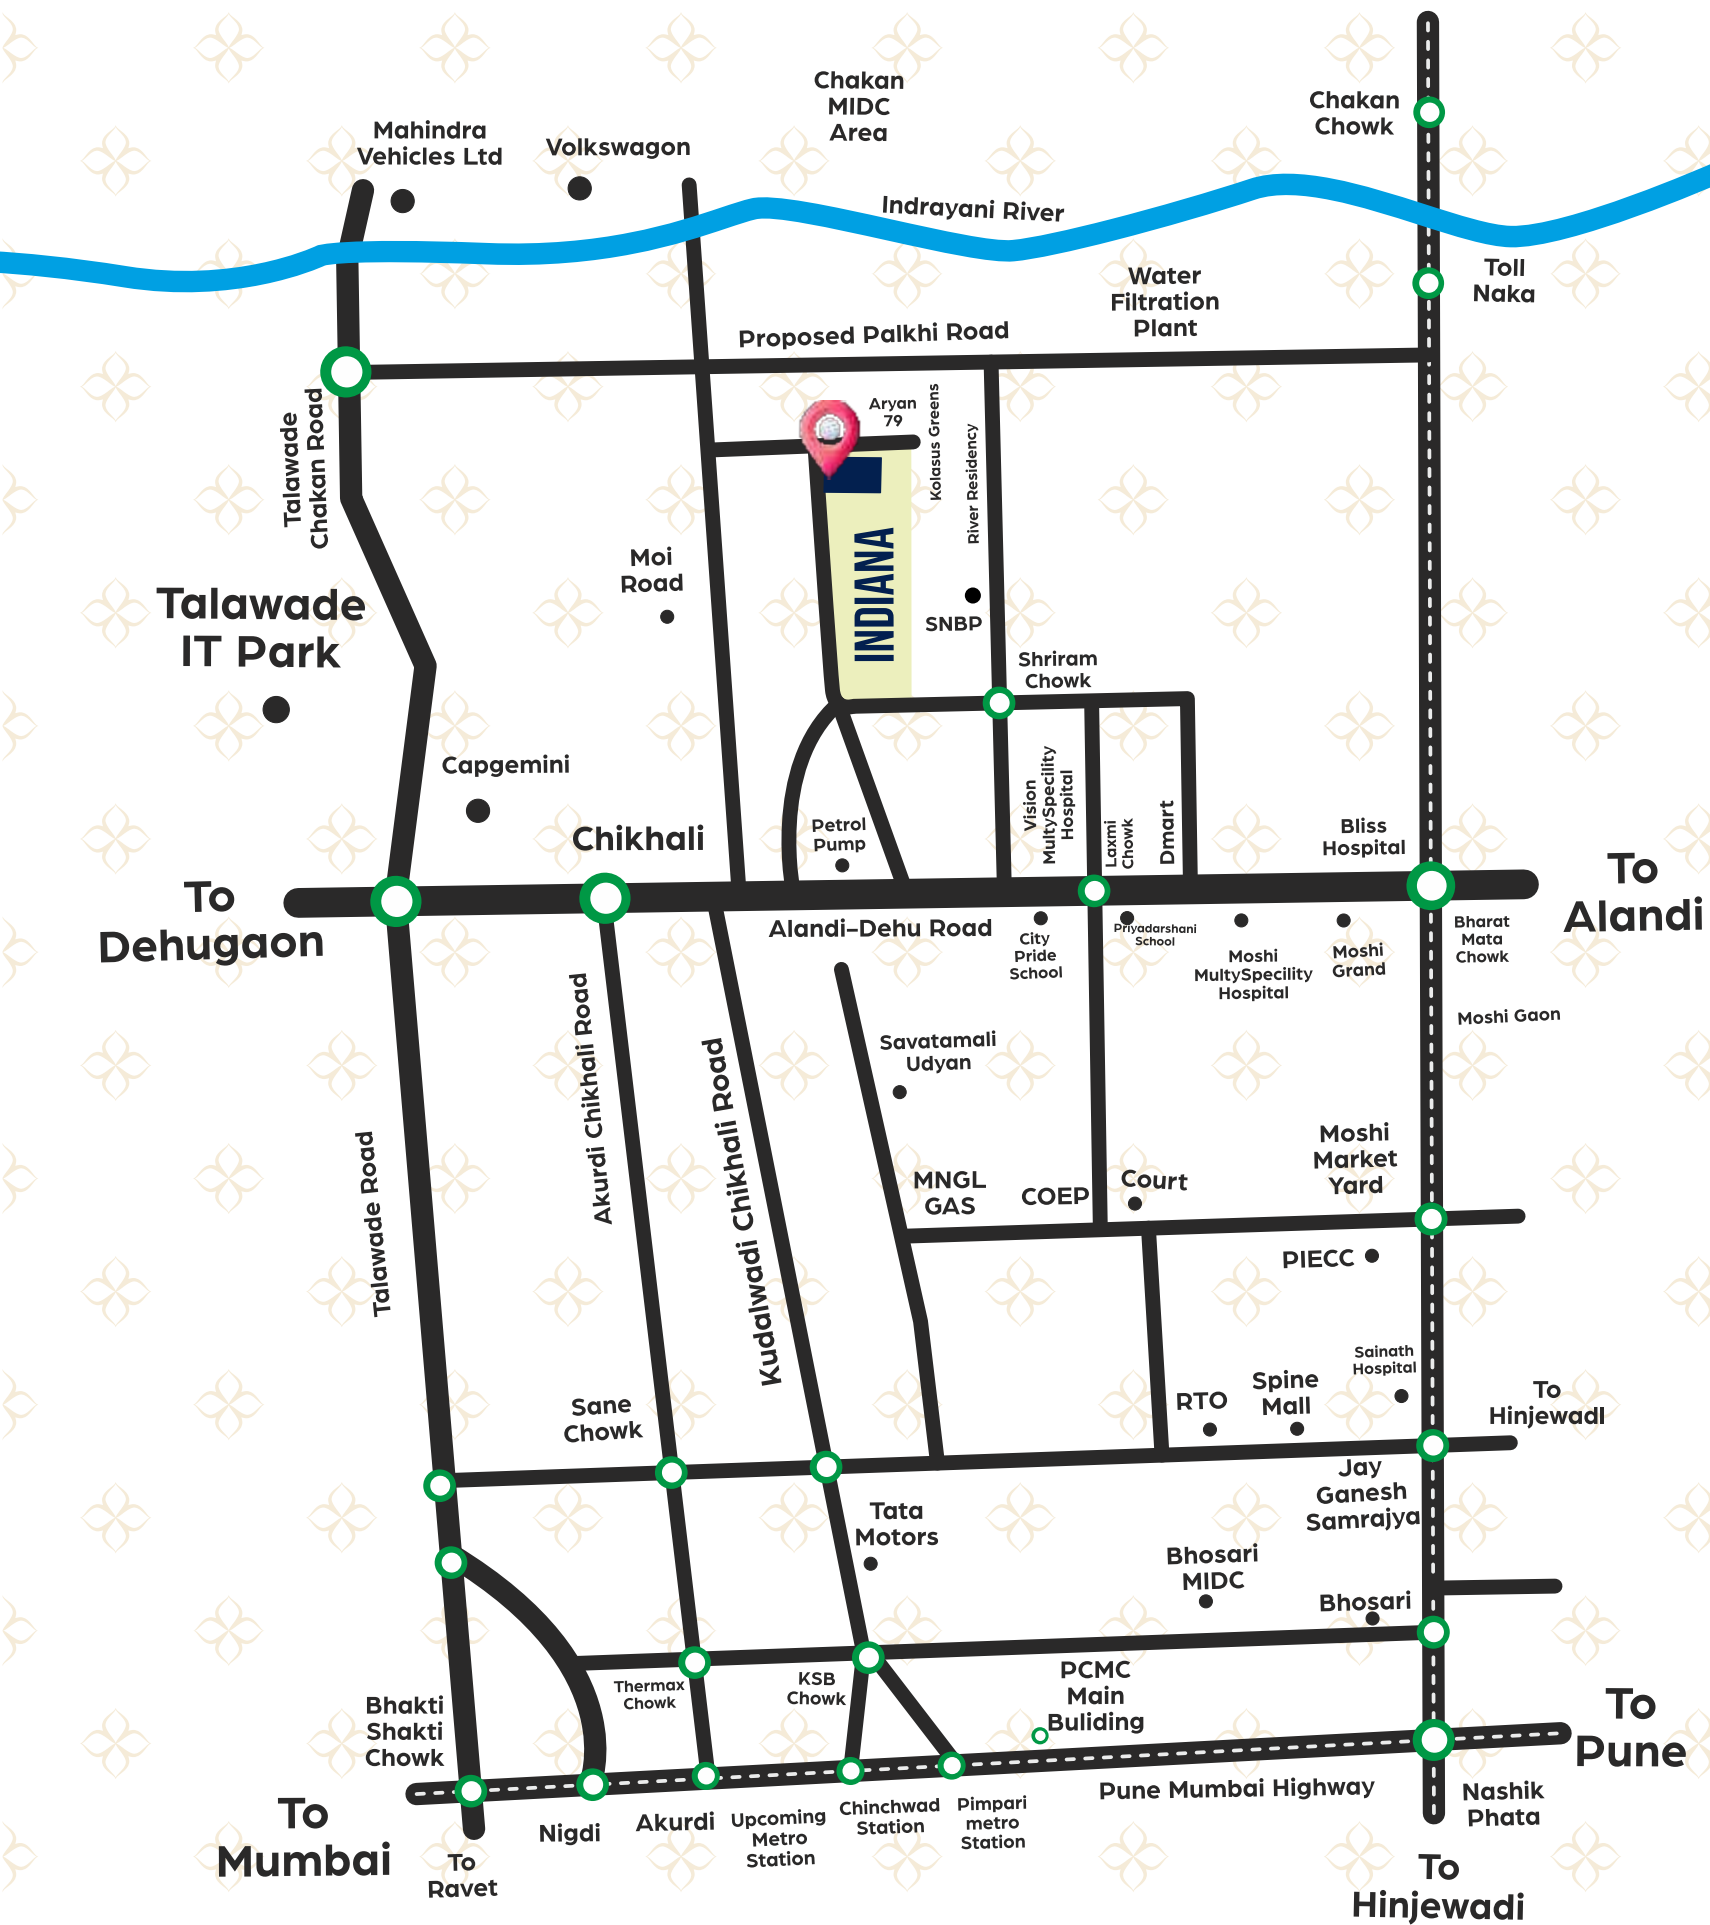 Chakan
MIDC
Area
Chakan
Chowk
Mahindra
Vehicles Ltd
Volkswagon
Indrayani River
Toll
Naka
Water
Filtration
Plant
Proposed Palkhi Road
Talawade
Chakan Road
Aryan
79
Kolasus Greens
River Residency
INDIANA
Moi
Road
SNBP
Talawade
IT Park
Shriram
Chowk
Capgemini
Vision
MultySpecility
Hospital
Laxmi
Chowk
Dmart
Petrol
Pump
Chikhali
Bliss
Hospital
To
Dehugaon
To
Alandi
Alandi-Dehu Road
City
Pride
School
Priyadarshani
School
Moshi
MultySpecility
Hospital
Moshi
Grand
Bharat
Mata
Chowk
Moshi Gaon
Akurdi Chikhali Road
Kudalwadi Chikhali Road
Talawade Road
Savatamali
Udyan
MNGL
GAS
COEP
Court
Moshi
Market
Yard
PIECC
Sainath
Hospital
RTO
Spine
Mall
To
HinjewadI
Sane
Chowk
Jay
Ganesh
Samrajya
Tata
Motors
Bhosari
MIDC
Bhosari
Thermax
Chowk
KSB
Chowk
PCMC
Main
Buliding
Bhakti
Shakti
Chowk
To
Pune
To
Mumbai
To
Ravet
Nigdi
Akurdi
Upcoming
Metro
Station
Chinchwad
Station
Pimpari
metro
Station
Pune Mumbai Highway
Nashik
Phata
To
Hinjewadi